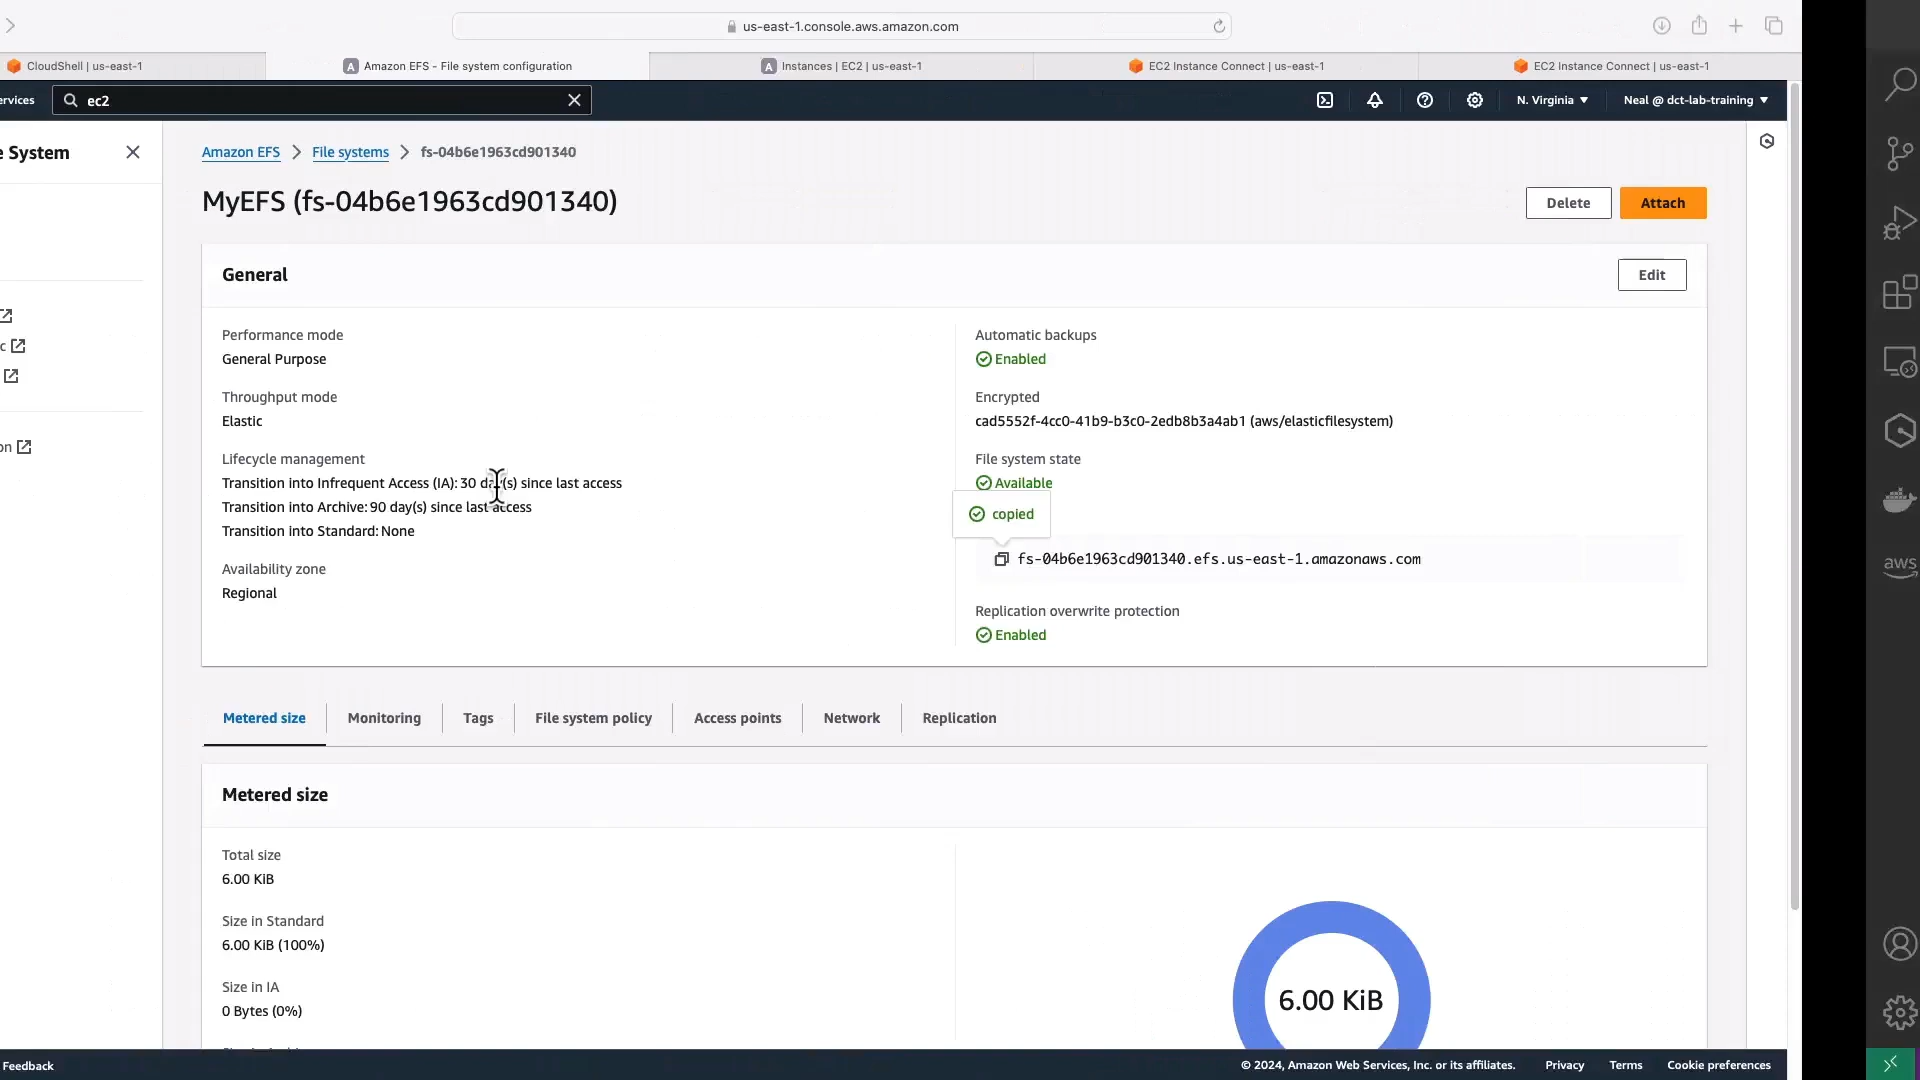 us-east-1.console.aws.amazon.com
CloudShell | us-east-1
Amazon EFS - File system configuration
Instances | EC2 | us-east-1
EC2 Instance Connect | us-east-1
EC2 Instance Connect | us-east-1
ervices
ec2
N. Virginia
Neal @ dct-lab-training
e System
Amazon EFS
File systems
fs-04b6e1963cd901340
MyEFS (fs-04b6e1963cd901340)
Delete
Attach
General
Edit
Performance mode
General Purpose
Throughput mode
Elastic
Lifecycle management
Transition into Infrequent Access (IA): 30 day(s) since last access
Transition into Archive: 90 day(s) since last access
Transition into Standard: None
Availability zone
Regional
Automatic backups
Enabled
Encrypted
cad5552f-4cc0-41b9-b3c0-2edb8b3a4ab1 (aws/elasticfilesystem)
File system state
Available
copied
fs-04b6e1963cd901340.efs.us-east-1.amazonaws.com
Replication overwrite protection
Enabled
c
on
Metered size
Monitoring
Tags
File system policy
Access points
Network
Replication
Metered size
Total size
6.00 KiB
Size in Standard
6.00 KiB (100%)
Size in IA
0 Bytes (0%)
6.00 KiB
aws
Feedback
© 2024, Amazon Web Services, Inc. or its affiliates.
Privacy
Terms
Cookie preferences